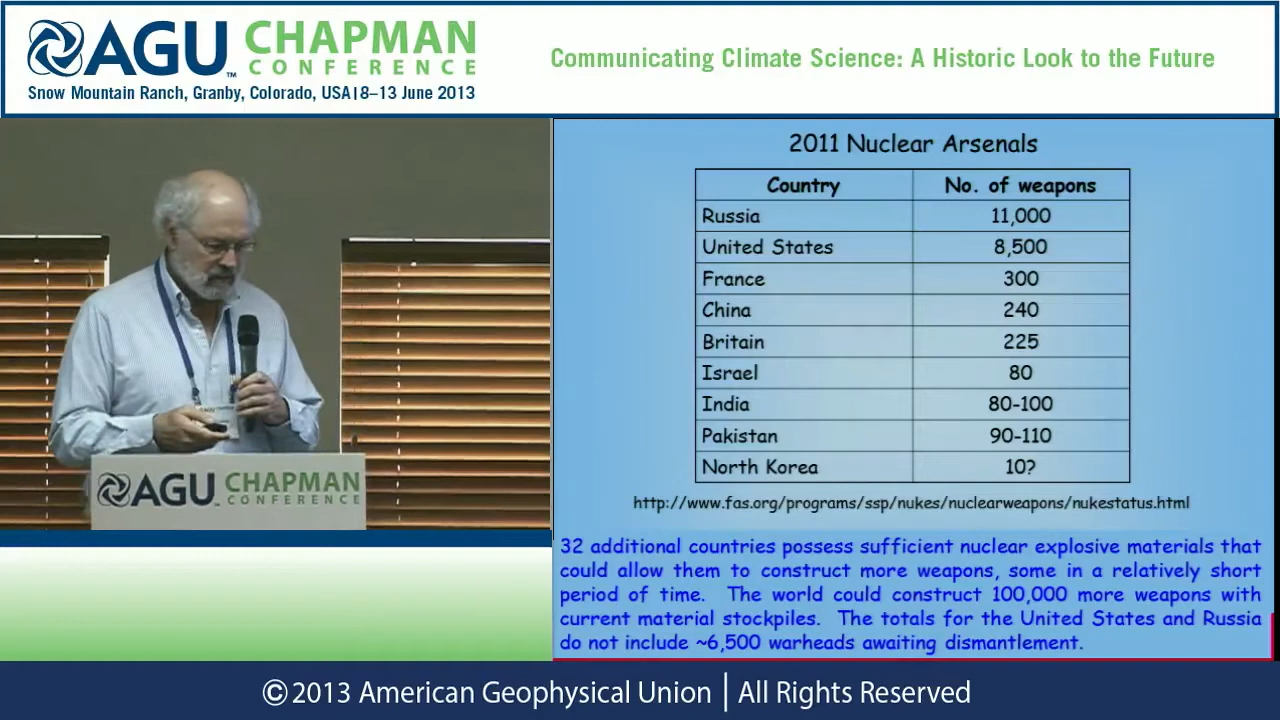 AGU CHAPMAN
CONFERENCE
TM
Snow Mountain Ranch, Granby, Colorado, USA|8–13 June 2013
Communicating Climate Science: A Historic Look to the Future
AGU CHAPMAN
CONFERENCE
2011 Nuclear Arsenals
Country No. of weapons
Russia 11,000
United States 8,500
France 300
China 240
Britain 225
Israel 80
India 80-100
Pakistan 90-110
North Korea 10?
http://www.fas.org/programs/ssp/nukes/nuclearweapons/nukestatus.html
32 additional countries possess sufficient nuclear explosive materials that
could allow them to construct more weapons, some in a relatively short
period of time. The world could construct 100,000 more weapons with
current material stockpiles. The totals for the United States and Russia
do not include ~6,500 warheads awaiting dismantlement.
©2013 American Geophysical Union | All Rights Reserved